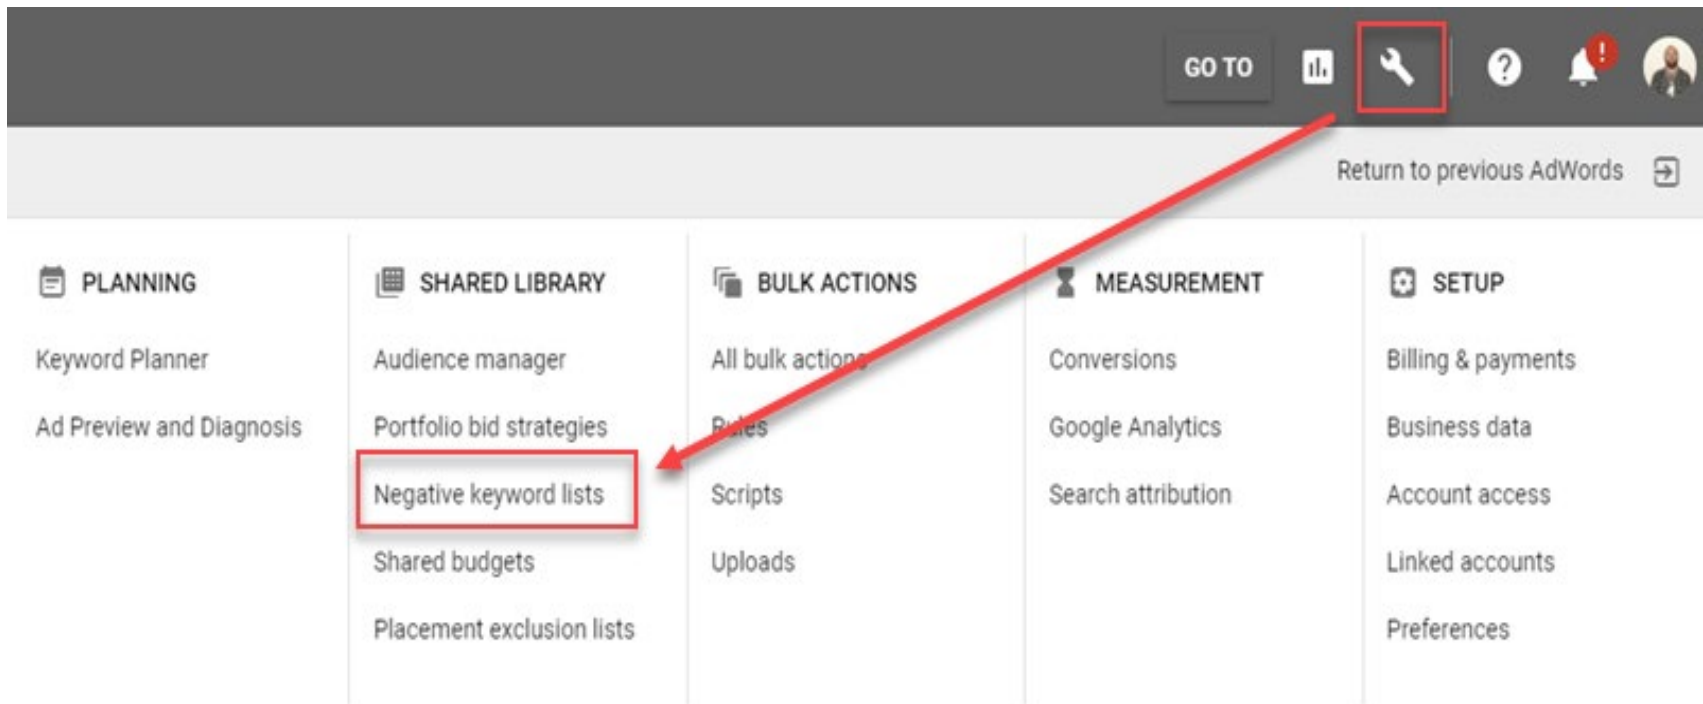 GO TO
!
Return to previous AdWords
PLANNING
Keyword Planner
Ad Preview and Diagnosis
SHARED LIBRARY
Audience manager
Portfolio bid strategies
Negative keyword lists
Shared budgets
Placement exclusion lists
BULK ACTIONS
All bulk actions
Rules
Scripts
Uploads
MEASUREMENT
Conversions
Google Analytics
Search attribution
SETUP
Billing & payments
Business data
Account access
Linked accounts
Preferences